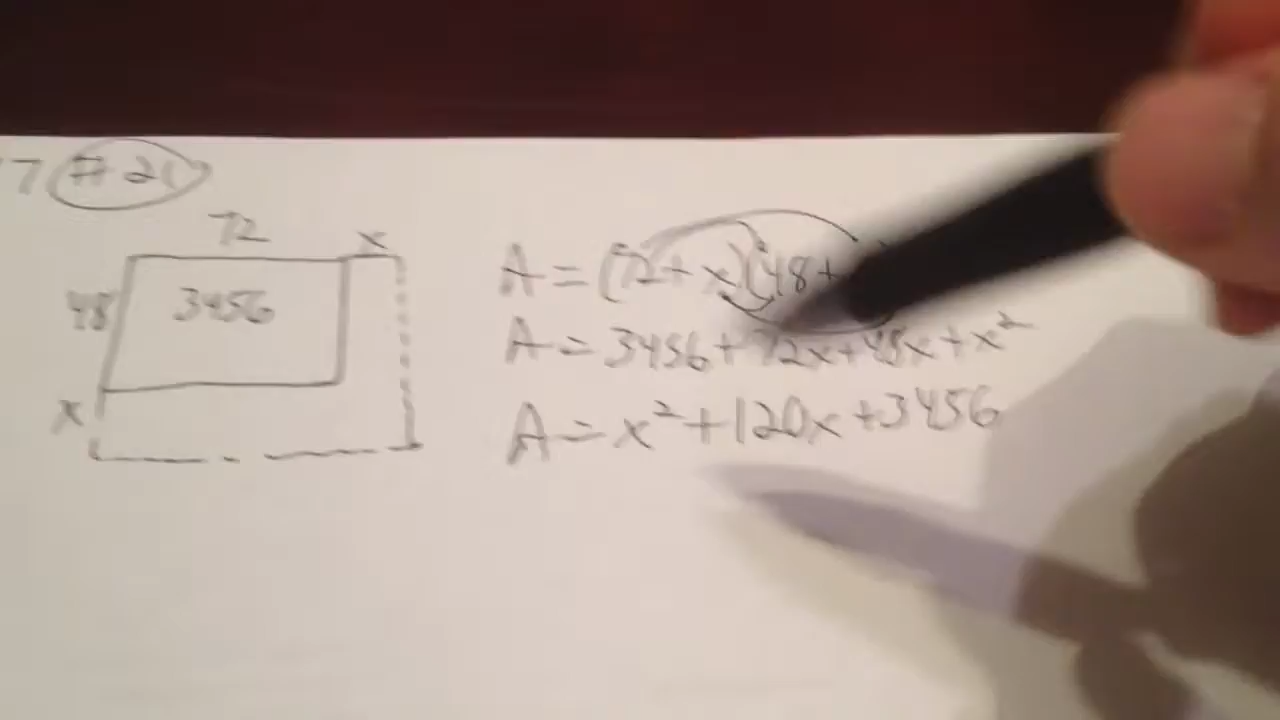 7 #21
72 x
48 3456
x
A = (72 + x)(48 +
A = 3456 + 72x + 48x + x²
A = x² + 120x + 3456